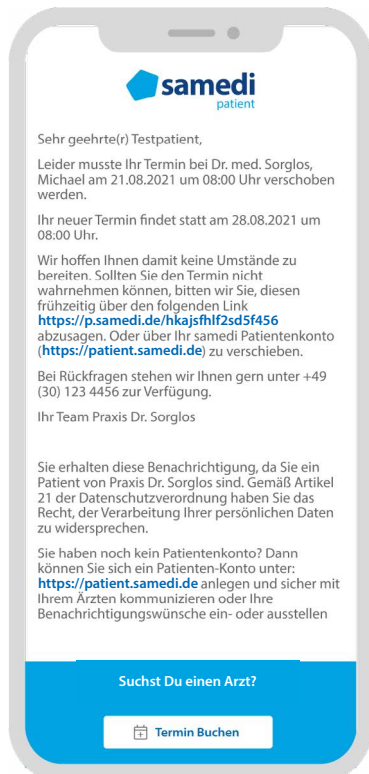 samedi
patient
Sehr geehrte(r) Testpatient,
Leider musste Ihr Termin bei Dr. med. Sorglos,
Michael am 21.08.2021 um 08:00 Uhr verschoben
werden.
Ihr neuer Termin findet statt am 28.08.2021 um
08:00 Uhr.
Wir hoffen Ihnen damit keine Umstände zu
bereiten. Sollten Sie den Termin nicht
wahrnehmen können, bitten wir Sie, diesen
frühzeitig über den folgenden Link
https://p.samedi.de/hkajsfhlf2sd5f456
abzusagen. Oder über Ihr samedi Patientenkonto
(https://patient.samedi.de) zu verschieben.
Bei Rückfragen stehen wir Ihnen gern unter +49
(30) 123 4456 zur Verfügung.
Ihr Team Praxis Dr. Sorglos
Sie erhalten diese Benachrichtigung, da Sie ein
Patient von Praxis Dr. Sorglos sind. Gemäß Artikel
21 der Datenschutzverordnung haben Sie das
Recht, der Verarbeitung Ihrer persönlichen Daten
zu widersprechen.
Sie haben noch kein Patientenkonto? Dann
können Sie sich ein Patienten-Konto unter:
https://patient.samedi.de anlegen und sicher mit
Ihrem Ärzten kommunizieren oder Ihre
Benachrichtigungswünsche ein- oder ausstellen
Suchst Du einen Arzt?
Termin Buchen